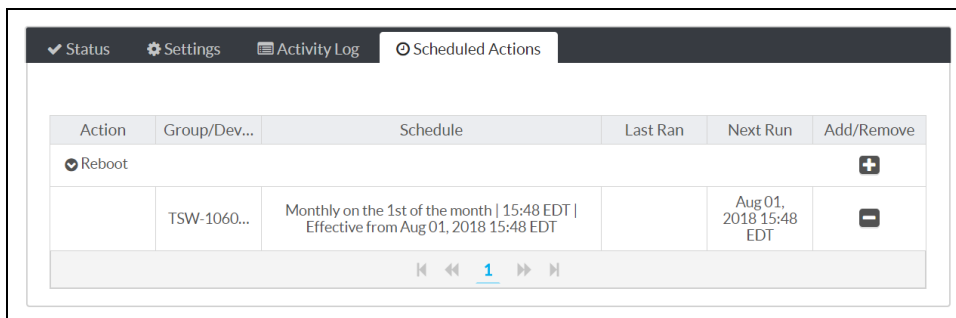 Status Settings Activity Log Scheduled Actions
Action Group/Dev... Schedule Last Ran Next Run Add/Remove
Reboot
TSW-1060... Monthly on the 1st of the month | 15:48 EDT | Effective from Aug 01, 2018 15:48 EDT Aug 01, 2018 15:48 EDT
1